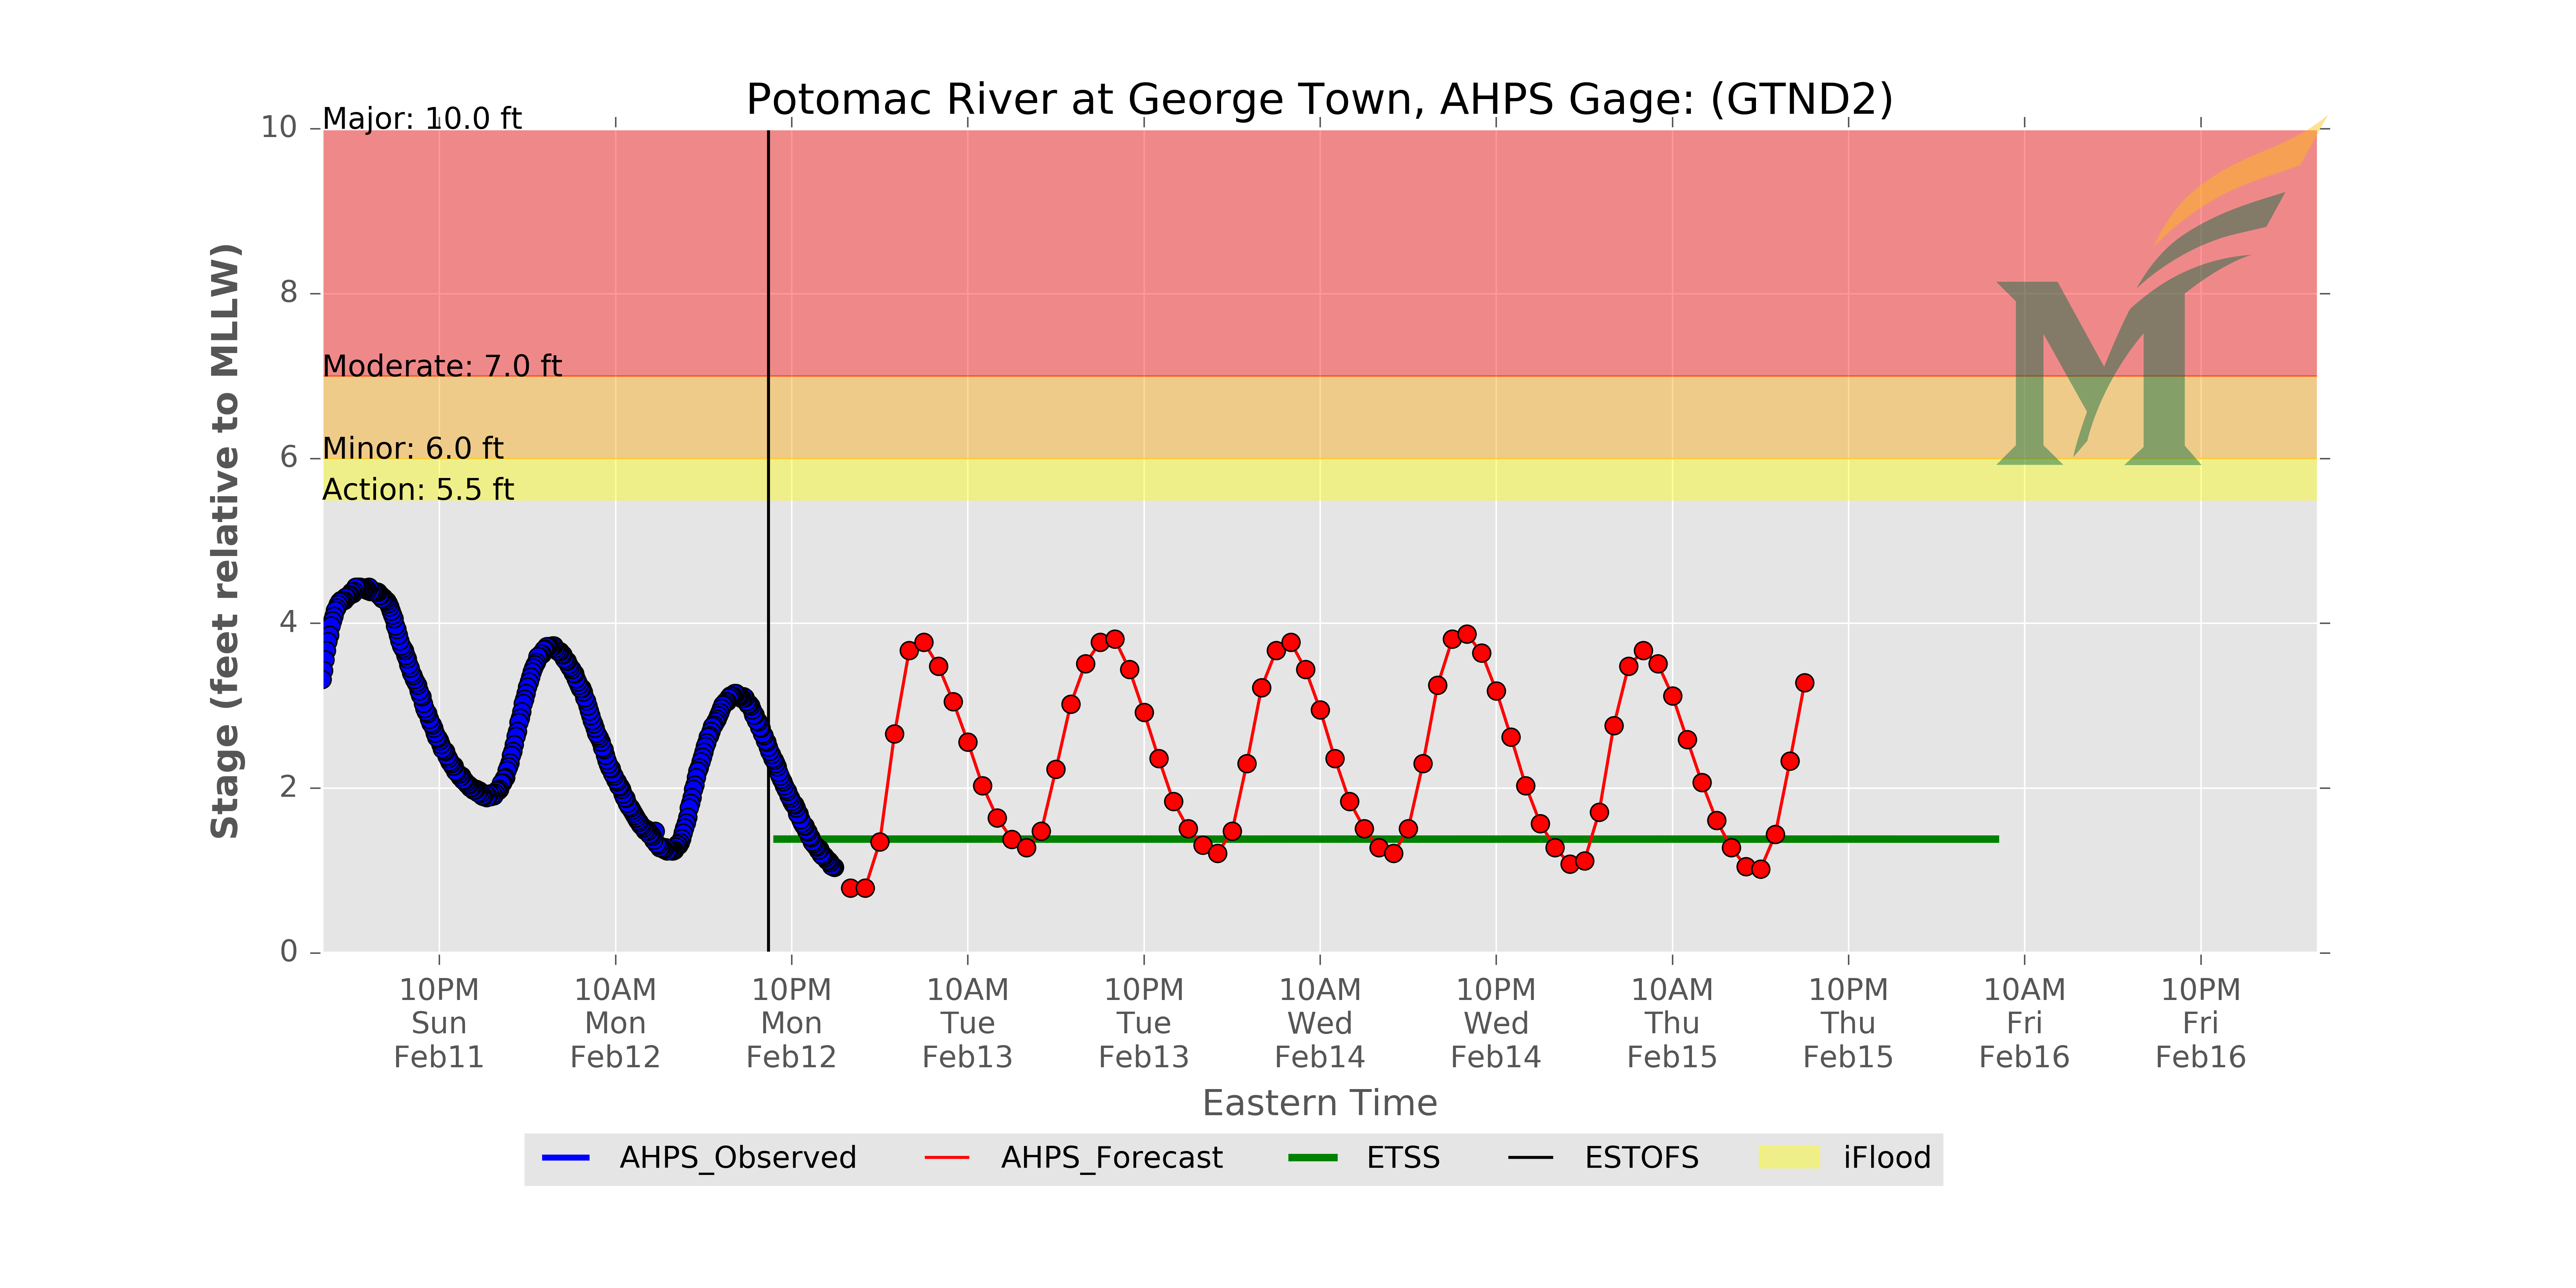 Potomac River at George Town, AHPS Gage: (GTND2)
Major: 10.0 ft
Moderate: 7.0 ft
Minor: 6.0 ft
Action: 5.5 ft
Stage (feet relative to MLLW)
10
8
6
4
2
0
10PM 10AM 10PM 10AM 10PM 10AM 10PM 10AM 10PM 10AM 10PM
Sun Mon Mon Tue Tue Wed Wed Thu Thu Fri Fri
Feb11 Feb12 Feb12 Feb13 Feb13 Feb14 Feb14 Feb15 Feb15 Feb16 Feb16
Eastern Time
AHPS_Observed AHPS_Forecast ETSS ESTOFS iFlood
M